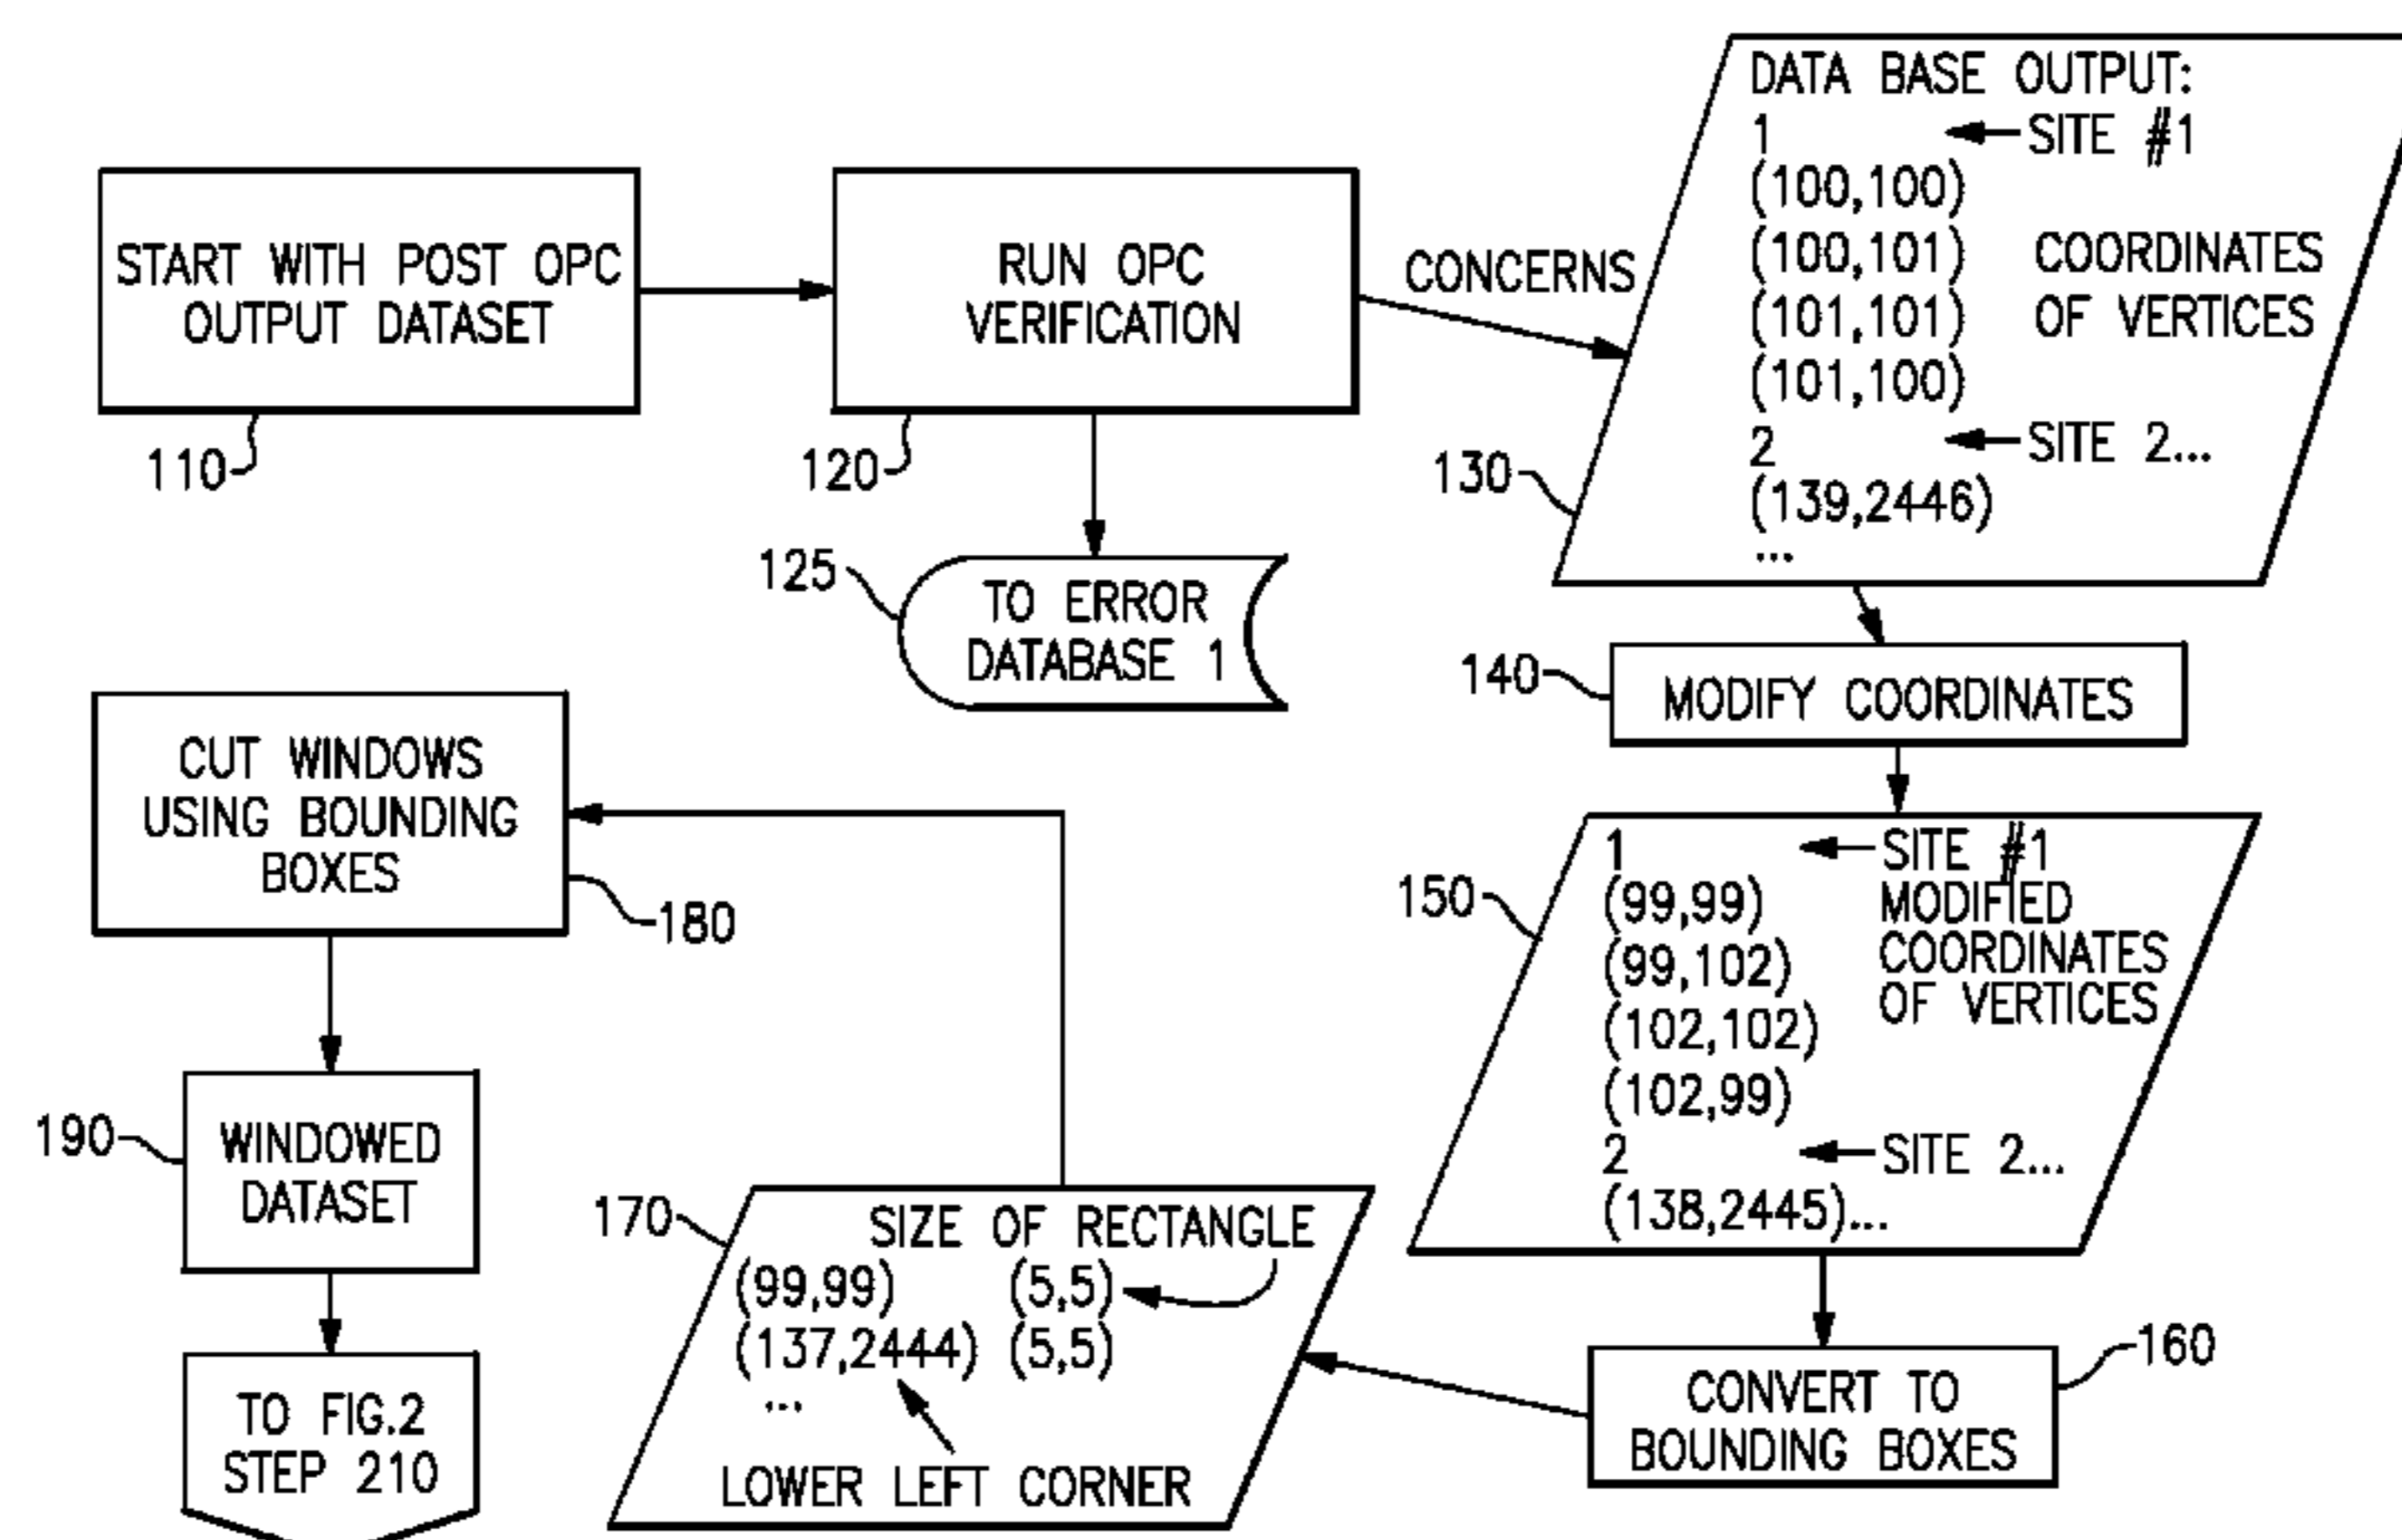 START WITH POST OPC
OUTPUT DATASET
110
RUN OPC
VERIFICATION
120
CONCERNS
TO ERROR
DATABASE 1
125
DATA BASE OUTPUT:
1 SITE #1
(100,100)
(100,101) COORDINATES
(101,101) OF VERTICES
(101,100)
2 SITE 2...
(139,2446)
...
130
MODIFY COORDINATES
140
1 SITE #1
(99,99) MODIFIED
(99,102) COORDINATES
(102,102) OF VERTICES
(102,99)
2 SITE 2...
(138,2445)...
150
CONVERT TO
BOUNDING BOXES
160
SIZE OF RECTANGLE
(99,99) (5,5)
(137,2444) (5,5)
...
LOWER LEFT CORNER
170
CUT WINDOWS
USING BOUNDING
BOXES
180
WINDOWED
DATASET
190
TO FIG.2
STEP 210